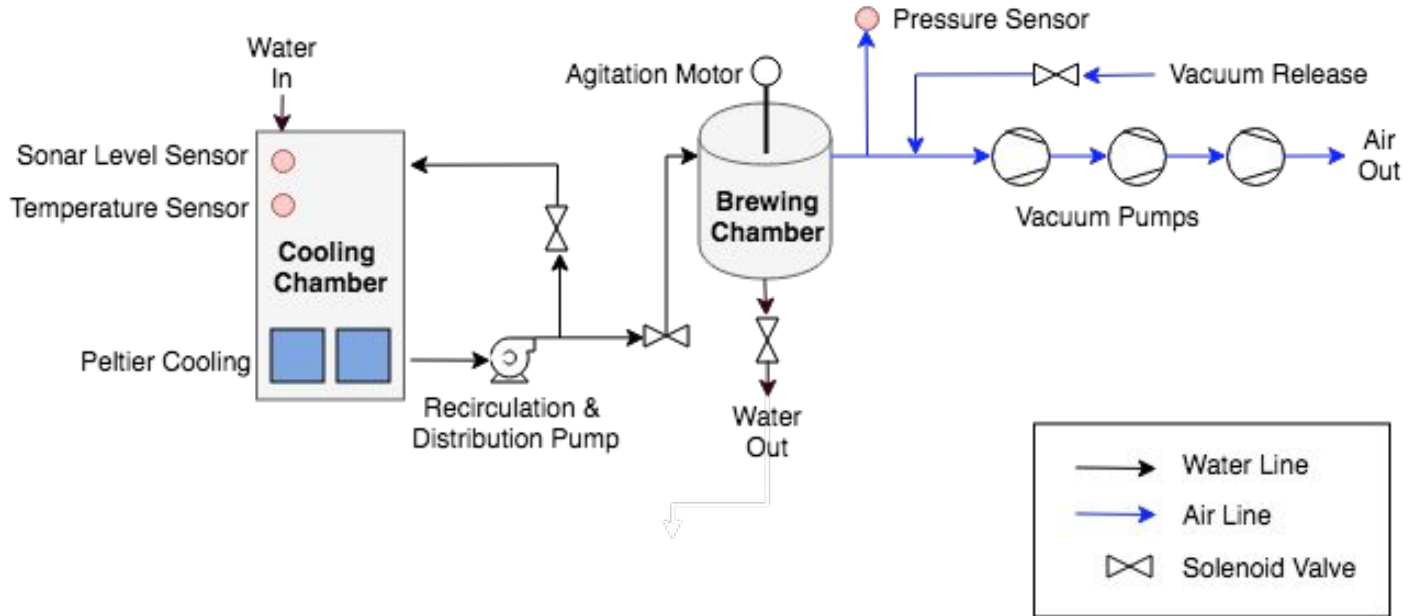 Pressure Sensor
Water
In
Agitation Motor
Vacuum Release
Sonar Level Sensor
Air
Out
Temperature Sensor
Brewing
Chamber
Vacuum Pumps
Cooling
Chamber
Peltier Cooling
Recirculation &
Distribution Pump
Water
Out
Water Line
Air Line
Solenoid Valve